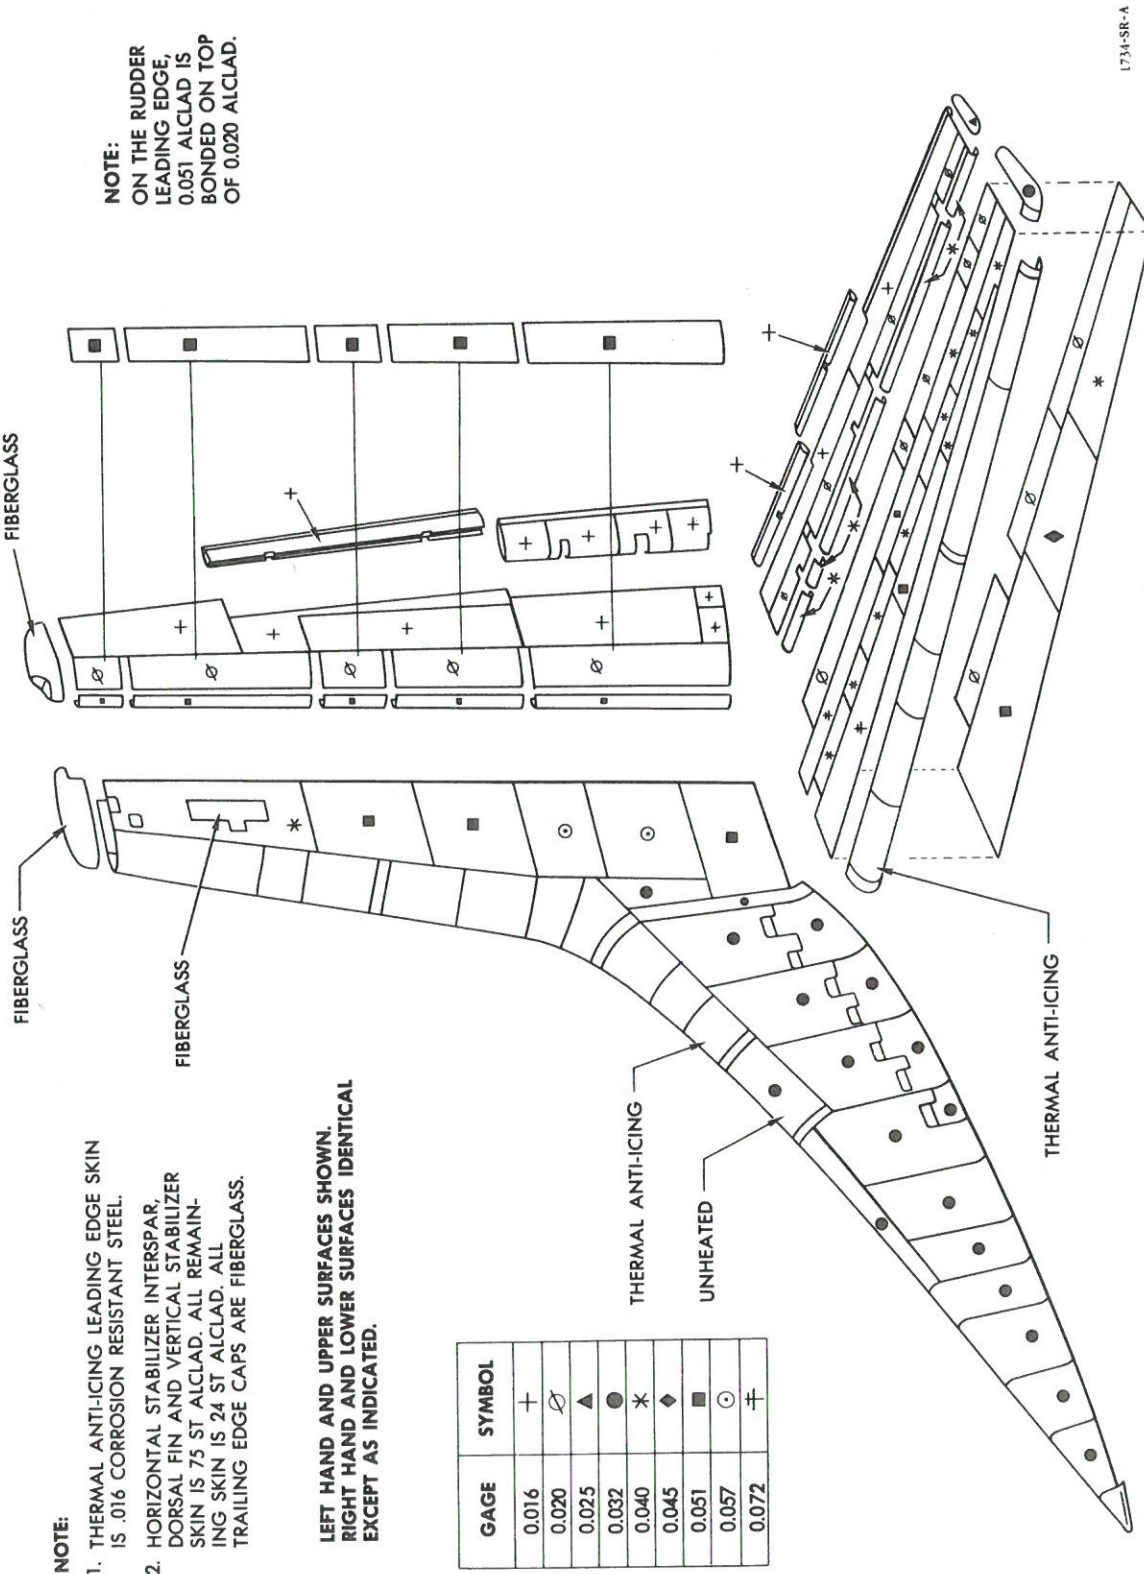 NOTE:
1. THERMAL ANTI-ICING LEADING EDGE SKIN
IS .016 CORROSION RESISTANT STEEL.
2. HORIZONTAL STABILIZER INTERSPAR,
DORSAL FIN AND VERTICAL STABILIZER
SKIN IS 75 ST ALCLAD. ALL REMAIN-
ING SKIN IS 24 ST ALCLAD. ALL
TRAILING EDGE CAPS ARE FIBERGLASS.
LEFT HAND AND UPPER SURFACES SHOWN.
RIGHT HAND AND LOWER SURFACES IDENTICAL
EXCEPT AS INDICATED.
GAGE SYMBOL
0.016 +
0.020 ∅
0.025 ▲
0.032 ●
0.040 *
0.045 ◆
0.051 ■
0.057 ⊙
0.072 ⧧
FIBERGLASS
FIBERGLASS
FIBERGLASS
THERMAL ANTI-ICING
UNHEATED
THERMAL ANTI-ICING
NOTE:
ON THE RUDDER
LEADING EDGE,
0.051 ALCLAD IS
BONDED ON TOP
OF 0.020 ALCLAD.
1734-SR-A